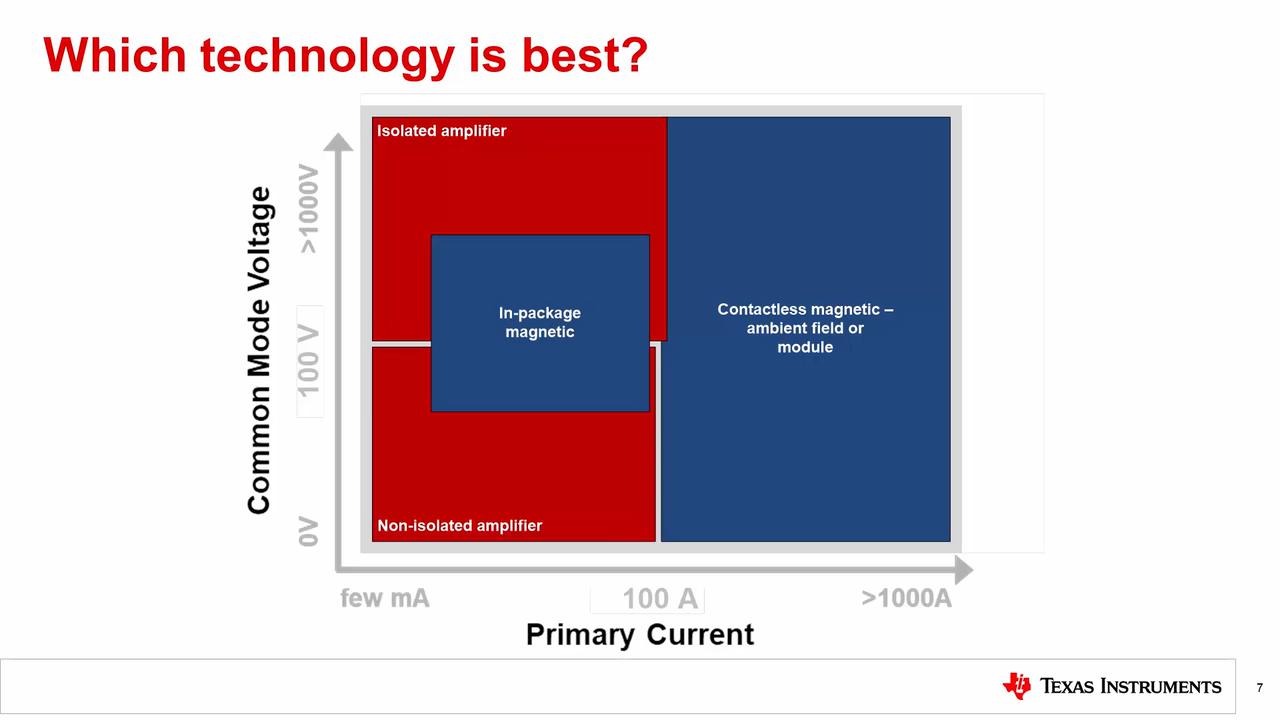 Which technology is best?
Isolated amplifier
In-package
magnetic
Contactless magnetic –
ambient field or
module
Non-isolated amplifier
Common Mode Voltage
>1000V
100 V
0V
few mA
100 A
>1000A
Primary Current
TEXAS INSTRUMENTS
7